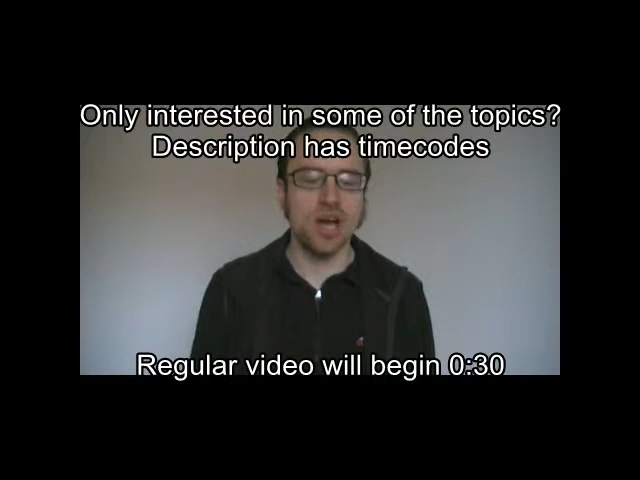 Only interested in some of the topics?
Description has timecodes
Regular video will begin 0:30